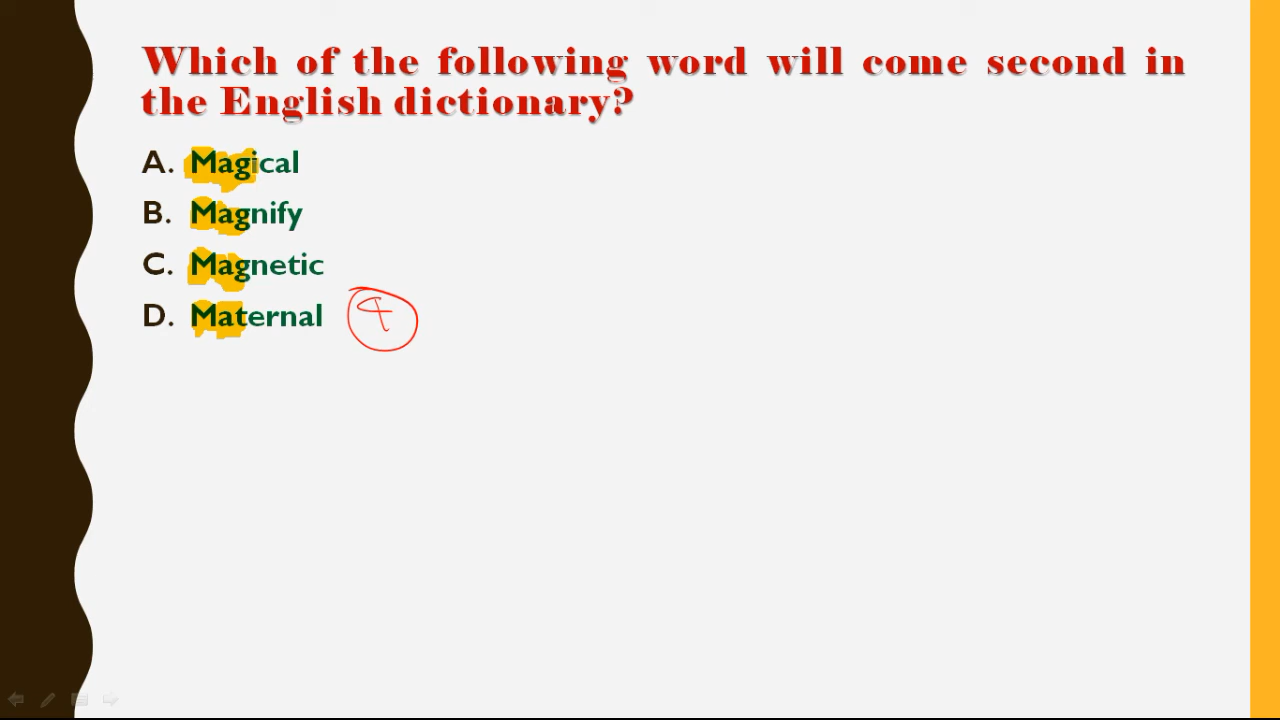 Which of the following word will come second in
the English dictionary?
A. Magical
B. Magnify
C. Magnetic
D. Maternal 4